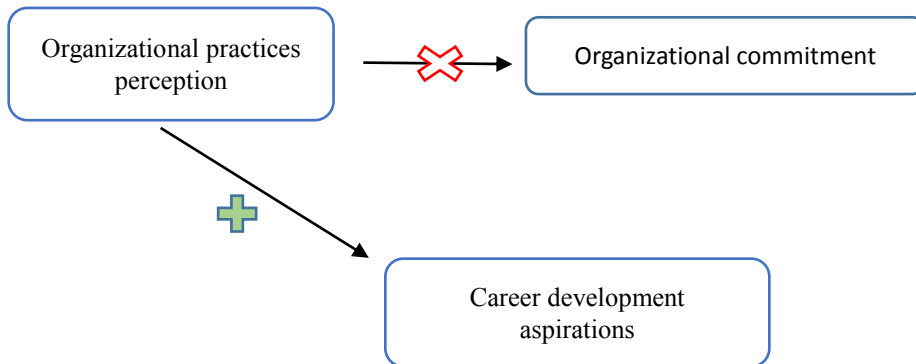 Organizational practices
perception
Organizational commitment
Career development
aspirations